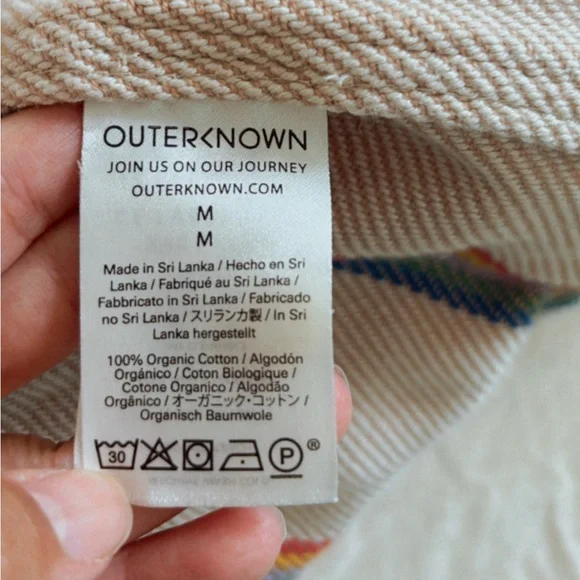 OUTERKNOWN
JOIN US ON OUR JOURNEY
OUTERKNOWN.COM
M
M
Made in Sri Lanka / Hecho en Sri
Lanka / Fabriqué au Sri Lanka /
Fabbricato in Sri Lanka / Fabricado
no Sri Lanka / スリランカ製 / In Sri
Lanka hergestellt
100% Organic Cotton / Algodón
Orgánico / Coton Biologique /
Cotone Organico / Algodão
Orgânico / オーガニック・コットン /
Organisch Baumwole
30 P ®